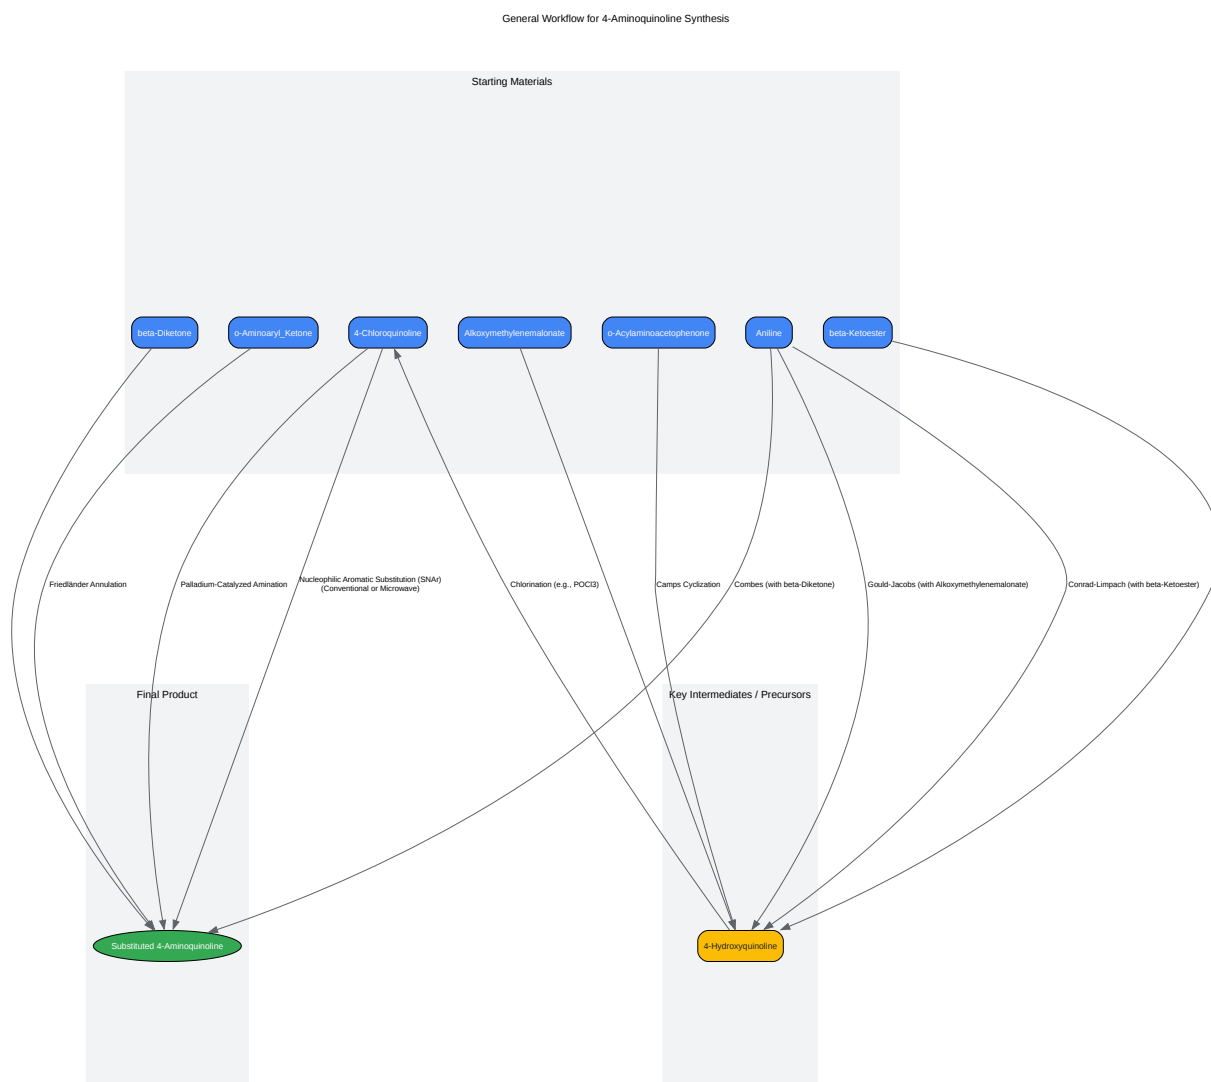 General Workflow for 4-Aminoquinoline Synthesis
Starting Materials
beta-Diketone
o-Aminoaryl_Ketone
4-Chloroquinoline
Alkoxymethylenemalonate
o-Acylaminoacetophenone
Aniline
beta-Ketoester
Friedländer Annulation
Palladium-Catalyzed Amination
Nucleophilic Aromatic Substitution (SNAr)
(Conventional or Microwave)
Chlorination (e.g., POCl3)
Camps Cyclization
Combes (with beta-Diketone)
Gould-Jacobs (with Alkoxymethylenemalonate)
Conrad-Limpach (with beta-Ketoester)
Final Product
Key Intermediates / Precursors
Substituted 4-Aminoquinoline
4-Hydroxyquinoline